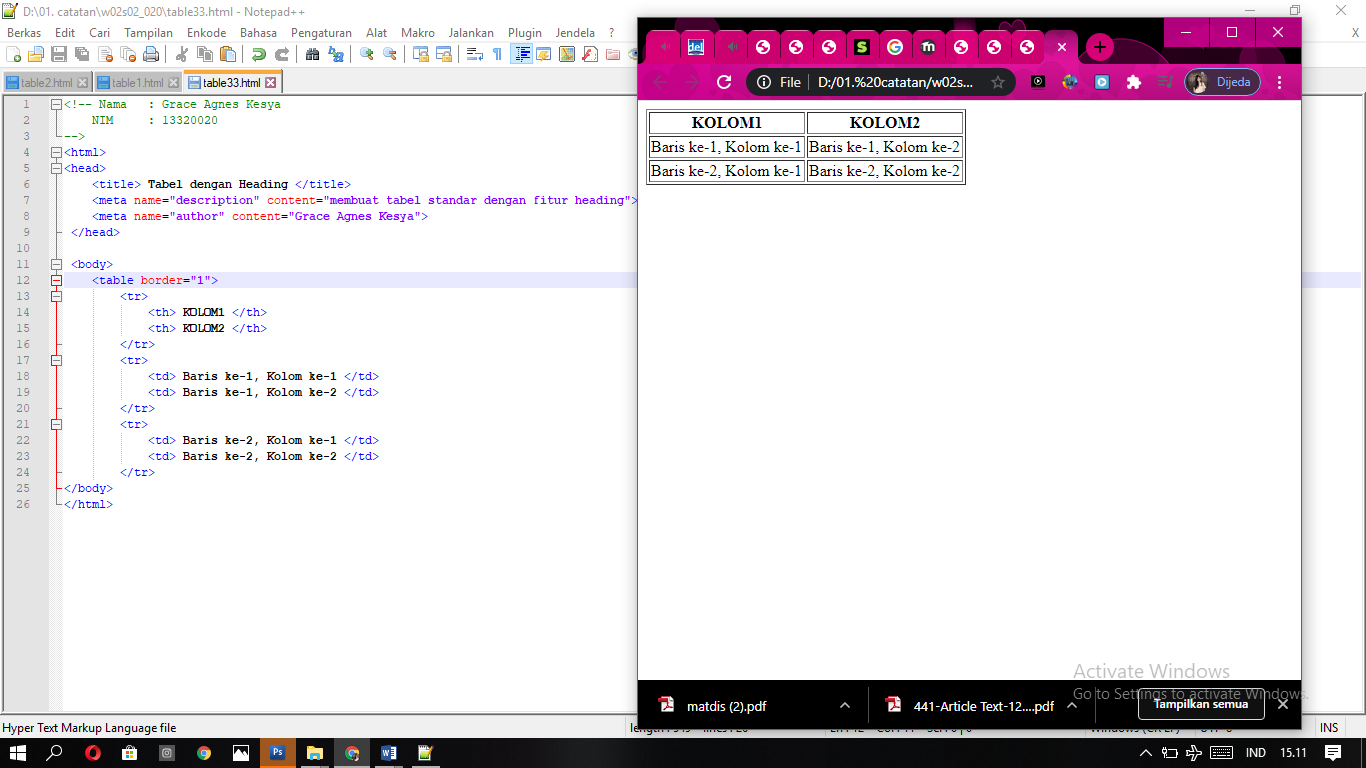 D:\01. catatan\w02s02_020\table33.html - Notepad++
Berkas Edit Cari Tampilan Enkode Bahasa Pengaturan Alat Makro Jalankan Plugin Jendela ? X
table2.html table1.html table33.html
1 <!-- Nama : Grace Agnes Kesya
2 NIM : 13320020
3 -->
4 <html>
5 <head>
6 <title> Tabel dengan Heading </title>
7 <meta name="description" content="membuat tabel standar dengan fitur heading">
8 <meta name="author" content="Grace Agnes Kesya">
9 </head>
10
11 <body>
12 <table border="1">
13 <tr>
14 <th> KOLOM1 </th>
15 <th> KOLOM2 </th>
16 </tr>
17 <tr>
18 <td> Baris ke-1, Kolom ke-1 </td>
19 <td> Baris ke-1, Kolom ke-2 </td>
20 </tr>
21 <tr>
22 <td> Baris ke-2, Kolom ke-1 </td>
23 <td> Baris ke-2, Kolom ke-2 </td>
24 </tr>
25 </body>
26 </html>
del S G m
File D:/01.%20catatan/w02s... Dijeda
KOLOM1 KOLOM2
Baris ke-1, Kolom ke-1 Baris ke-1, Kolom ke-2
Baris ke-2, Kolom ke-1 Baris ke-2, Kolom ke-2
Activate Windows
Go to Settings to activate Windows.
matdis (2).pdf 441-Article Text-12....pdf Tampilkan semua
Hyper Text Markup Language file INS
Ps W IND 15.11